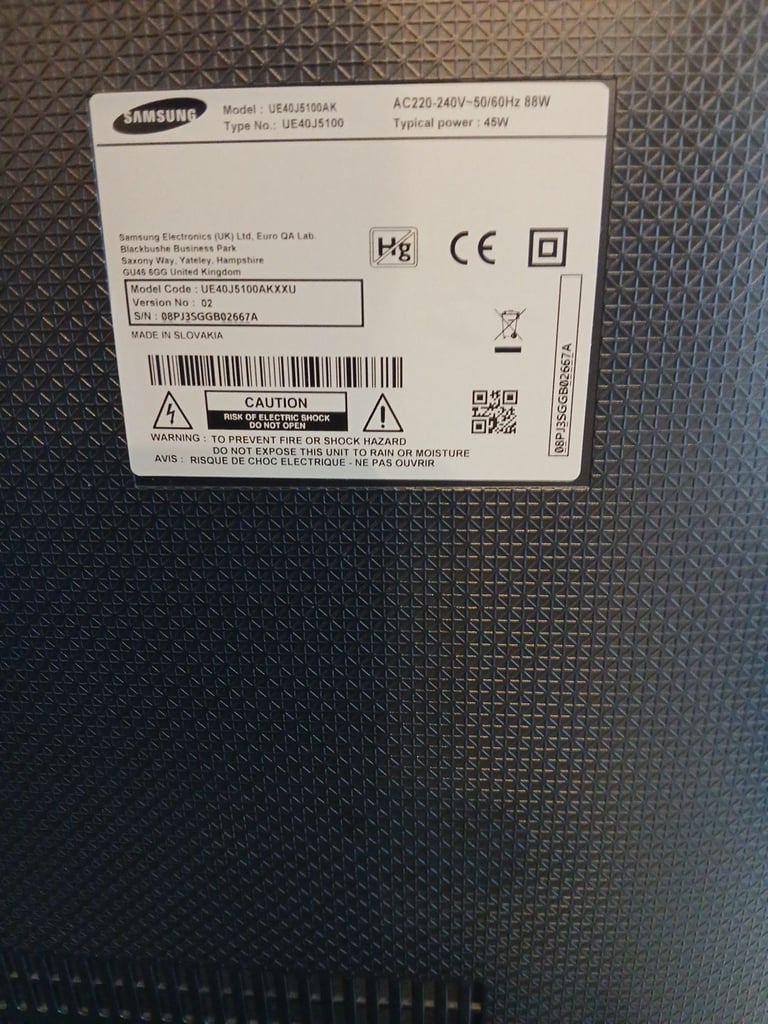 SAMSUNG
Model : UE40J5100AK
Type No.: UE40J5100
AC220-240V~50/60Hz 88W
Typical power : 45W
Samsung Electronics (UK) Ltd, Euro QA Lab.
Blackbushe Business Park
Saxony Way, Yateley, Hampshire
GU46 6GG United Kingdom
Hg
CE
Model Code : UE40J5100AKXXU
Version No : 02
S/N : 08PJ3SGGB02667A
MADE IN SLOVAKIA
08PJ3SGGB02667A
CAUTION
RISK OF ELECTRIC SHOCK
DO NOT OPEN
WARNING : TO PREVENT FIRE OR SHOCK HAZARD
DO NOT EXPOSE THIS UNIT TO RAIN OR MOISTURE
AVIS : RISQUE DE CHOC ELECTRIQUE - NE PAS OUVRIR